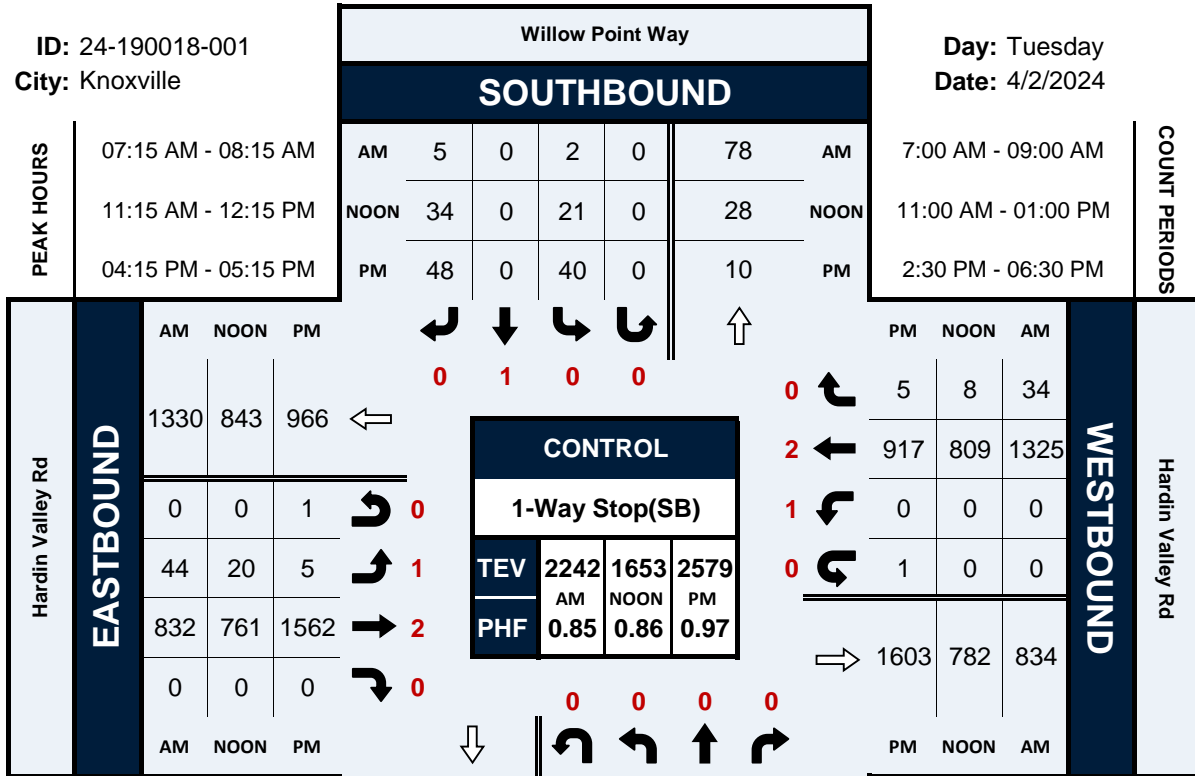 Willow Point Way
ID: 24-190018-001
Day: Tuesday
City: Knoxville
Date: 4/2/2024
SOUTHBOUND
PEAK HOURS
07:15 AM - 08:15 AM
AM 5 0 2 0 78 AM
7:00 AM - 09:00 AM
COUNT PERIODS
11:15 AM - 12:15 PM
NOON 34 0 21 0 28 NOON
11:00 AM - 01:00 PM
04:15 PM - 05:15 PM
PM 48 0 40 0 10 PM
2:30 PM - 06:30 PM
0 1 0 0
Hardin Valley Rd
EASTBOUND
AM NOON PM
1330 843 966
0 0 1 0
44 20 5 1
832 761 1562 2
0 0 0 0
AM NOON PM
CONTROL
1-Way Stop(SB)
TEV 2242 1653 2579
AM NOON PM
PHF 0.85 0.86 0.97
PM NOON AM
0 5 8 34
2 917 809 1325
1 0 0 0
0 1 0 0
1603 782 834
PM NOON AM
WESTBOUND
Hardin Valley Rd
0 0 0 0